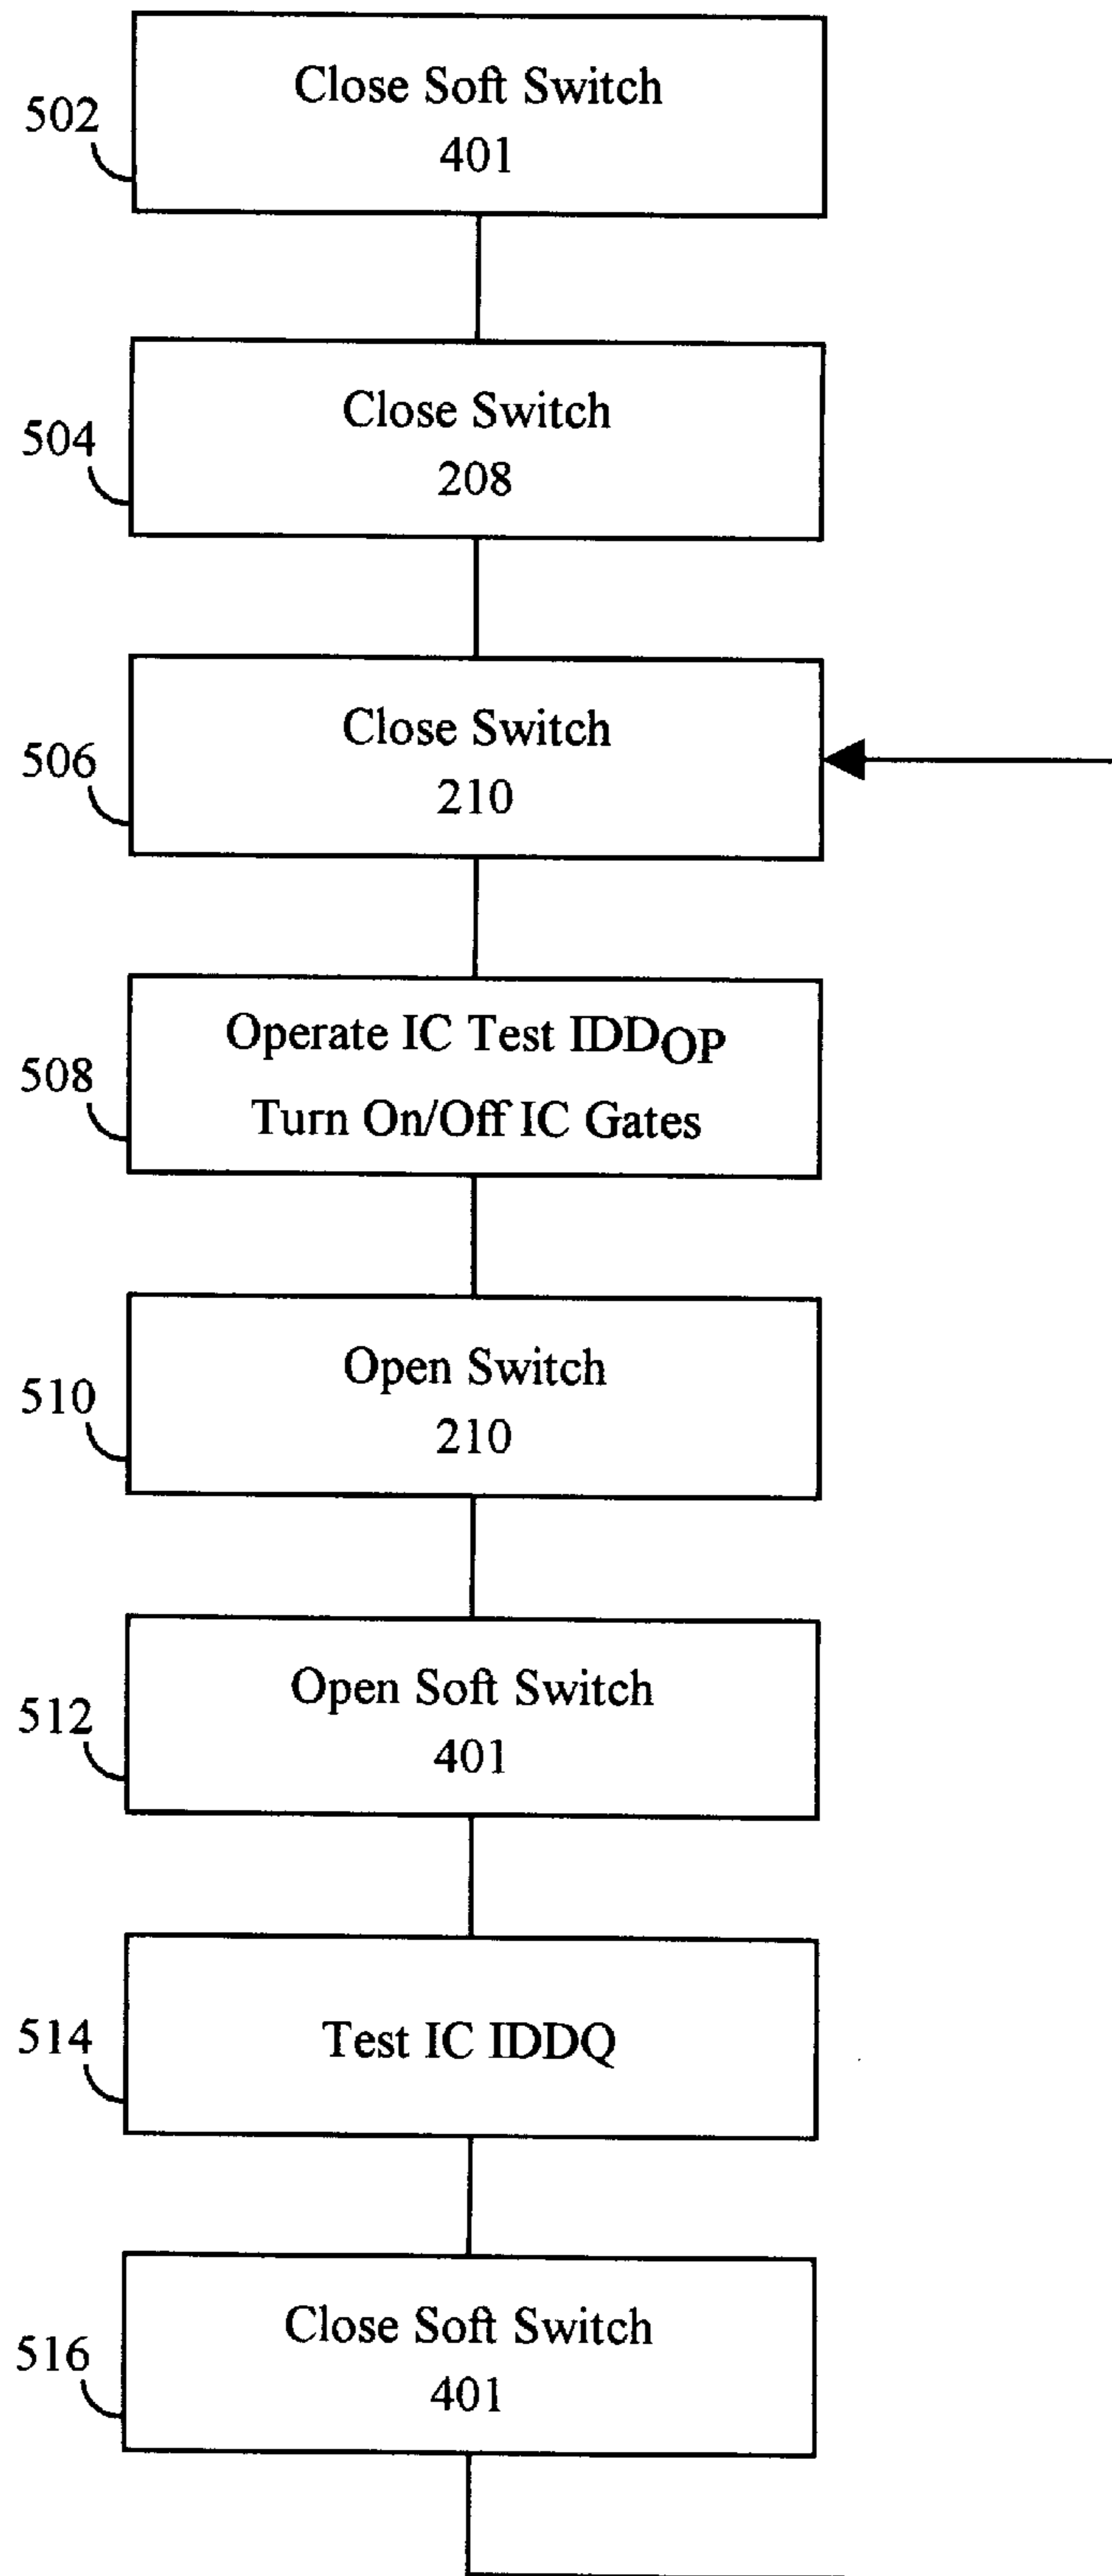 Close Soft Switch
401
502
Close Switch
208
504
Close Switch
210
506
Operate IC Test IDDOP
Turn On/Off IC Gates
508
Open Switch
210
510
Open Soft Switch
401
512
Test IC IDDQ
514
Close Soft Switch
401
516